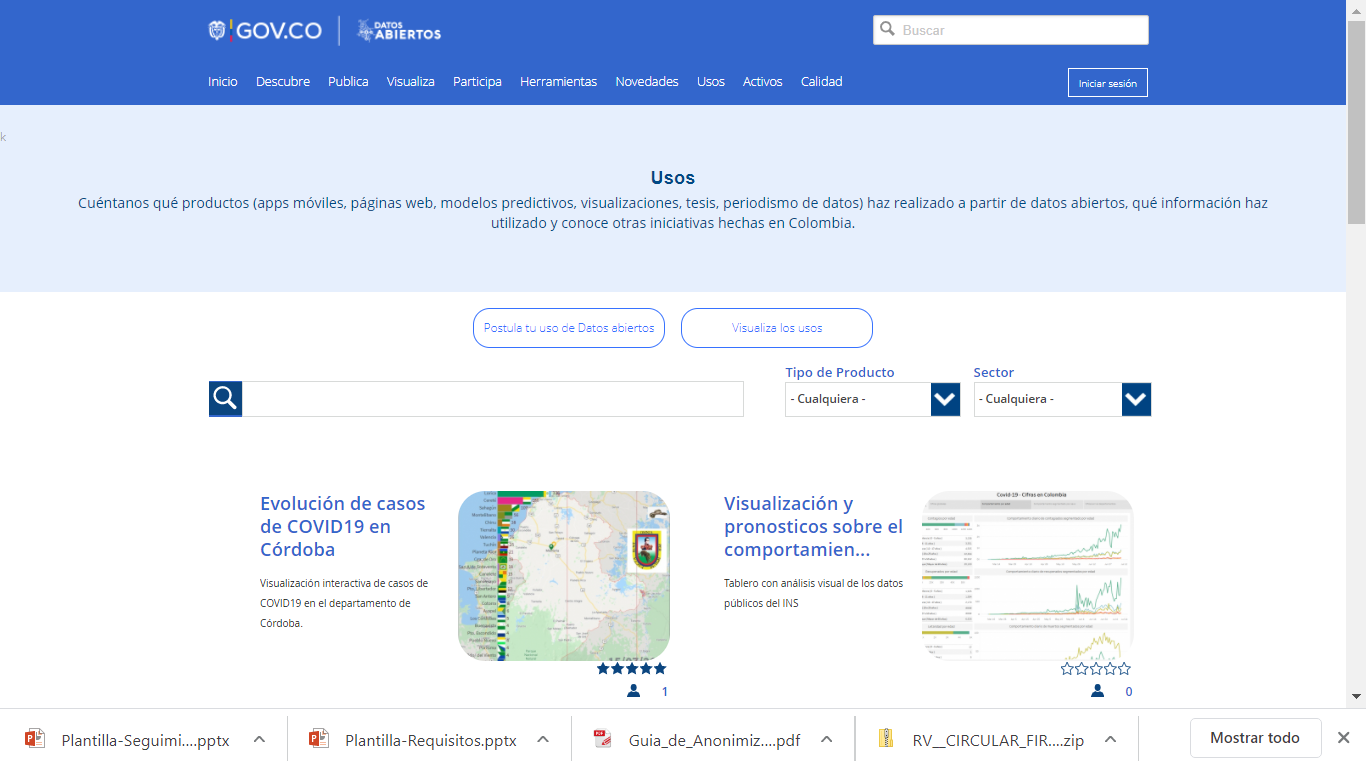 GOV.CO
DATOS
ABIERTOS
Buscar
Inicio Descubre Publica Visualiza Participa Herramientas Novedades Usos Activos Calidad
Iniciar sesión
k
Usos
Cuéntanos qué productos (apps móviles, páginas web, modelos predictivos, visualizaciones, tesis, periodismo de datos) haz realizado a partir de datos abiertos, qué información haz
utilizado y conoce otras iniciativas hechas en Colombia.
Postula tu uso de Datos abiertos
Visualiza los usos
Tipo de Producto
Sector
- Cualquiera -
- Cualquiera -
Evolución de casos
de COVID19 en
Córdoba
Visualización interactiva de casos de
COVID19 en el departamento de
Córdoba.
1
Visualización y
pronosticos sobre el
comportamien...
Tablero con análisis visual de los datos
públicos del INS
Covid-19 - Cifras en Colombia
0
Plantilla-Seguimi....pptx
Plantilla-Requisitos.pptx
Guia_de_Anonimiz....pdf
RV__CIRCULAR_FIR....zip
Mostrar todo